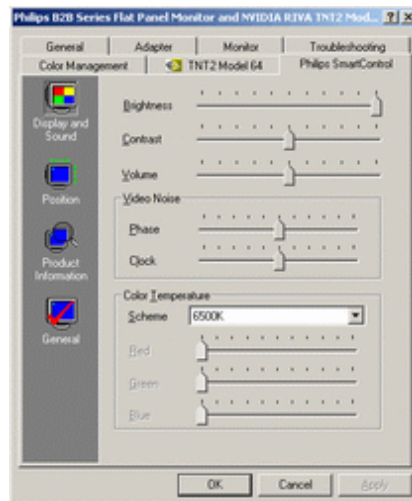 Philips B2B Series Flat Panel Monitor and NVIDIA RIVA TNT2 Mod...
General Adapter Monitor Troubleshooting
Color Management TNT2 Model 64 Philips SmartControl
Display and
Sound
Position
Product
Information
General
Brightness
Contrast
Volume
Video Noise
Phase
Clock
Color Temperature
Scheme 6500K
Red
Green
Blue
OK Cancel Apply